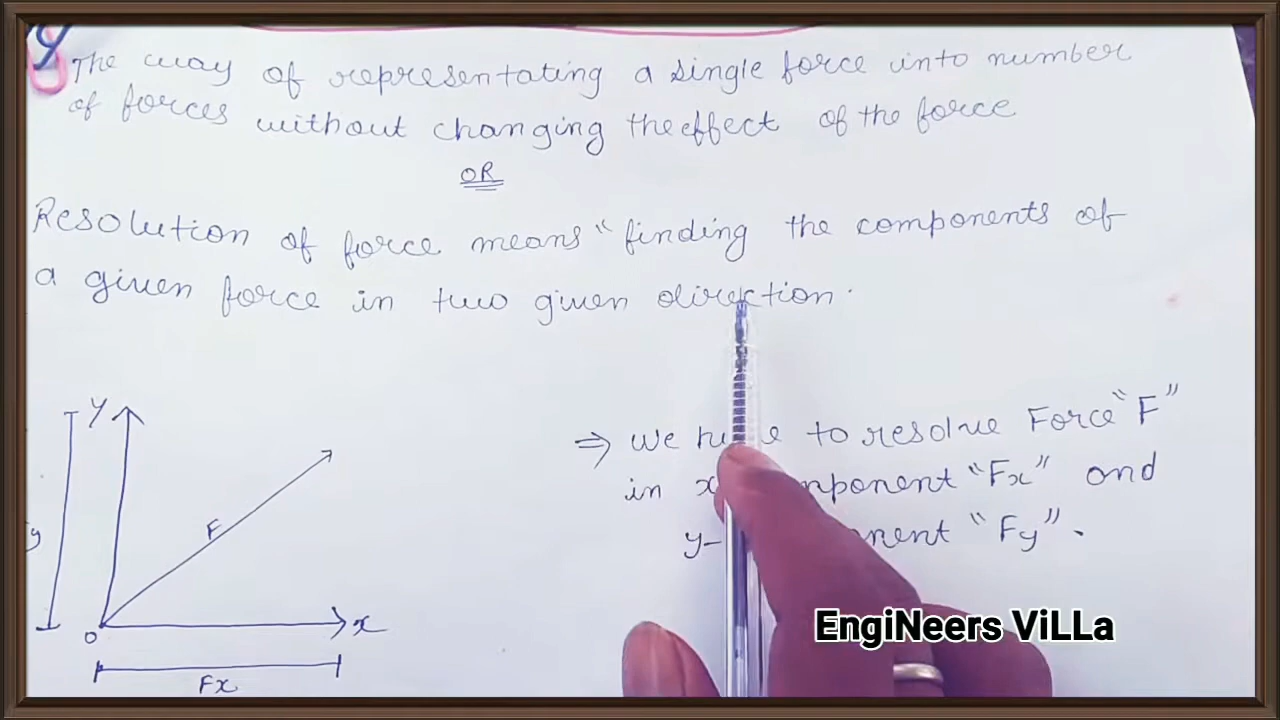 The way of representating a single force into number
of forces without changing the effect of the force
OR
Resolution of force means "finding the components of
a given force in two given direction.
Y
F
y
O
x
Fx
⇒ We to resolve Force "F"
in x "Fx" and
y- "Fy".
EngiNeers ViLLa